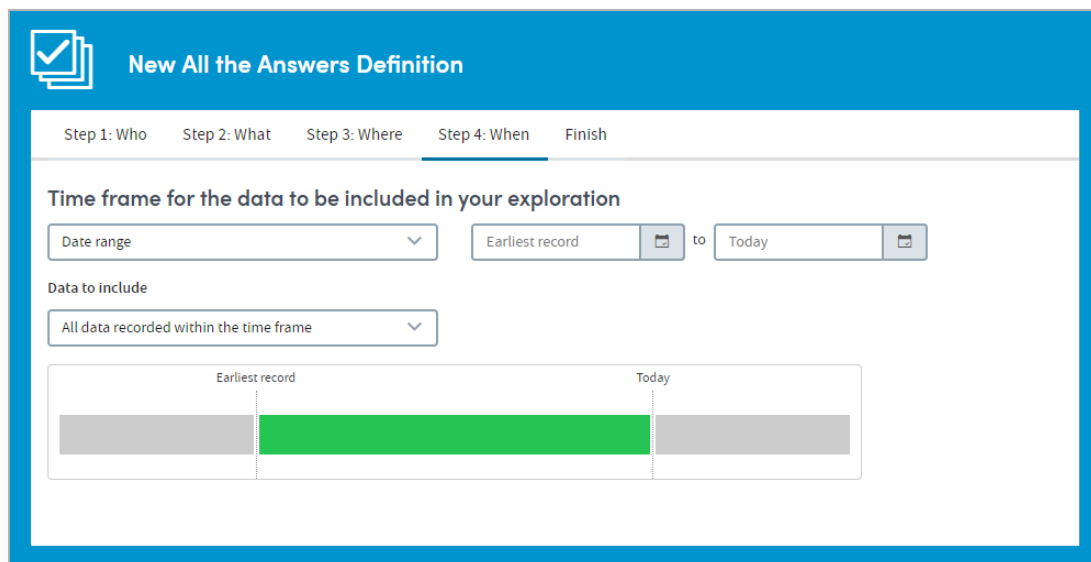 New All the Answers Definition
Step 1: Who Step 2: What Step 3: Where Step 4: When Finish
Time frame for the data to be included in your exploration
Date range Earliest record to Today
Data to include
All data recorded within the time frame
Earliest record Today